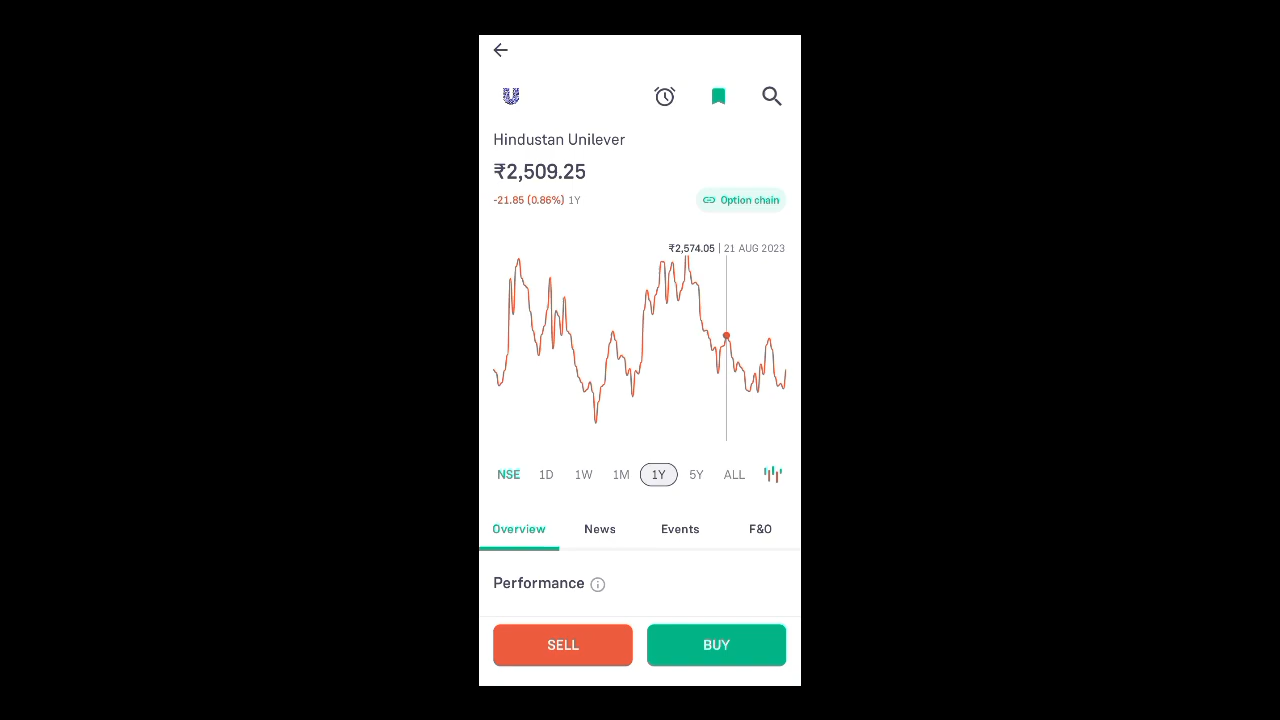 Hindustan Unilever
₹2,509.25
-21.85 (0.86%) 1Y
Option chain
₹2,574.05 | 21 AUG 2023
NSE 1D 1W 1M 1Y 5Y ALL
Overview News Events F&O
Performance
SELL BUY